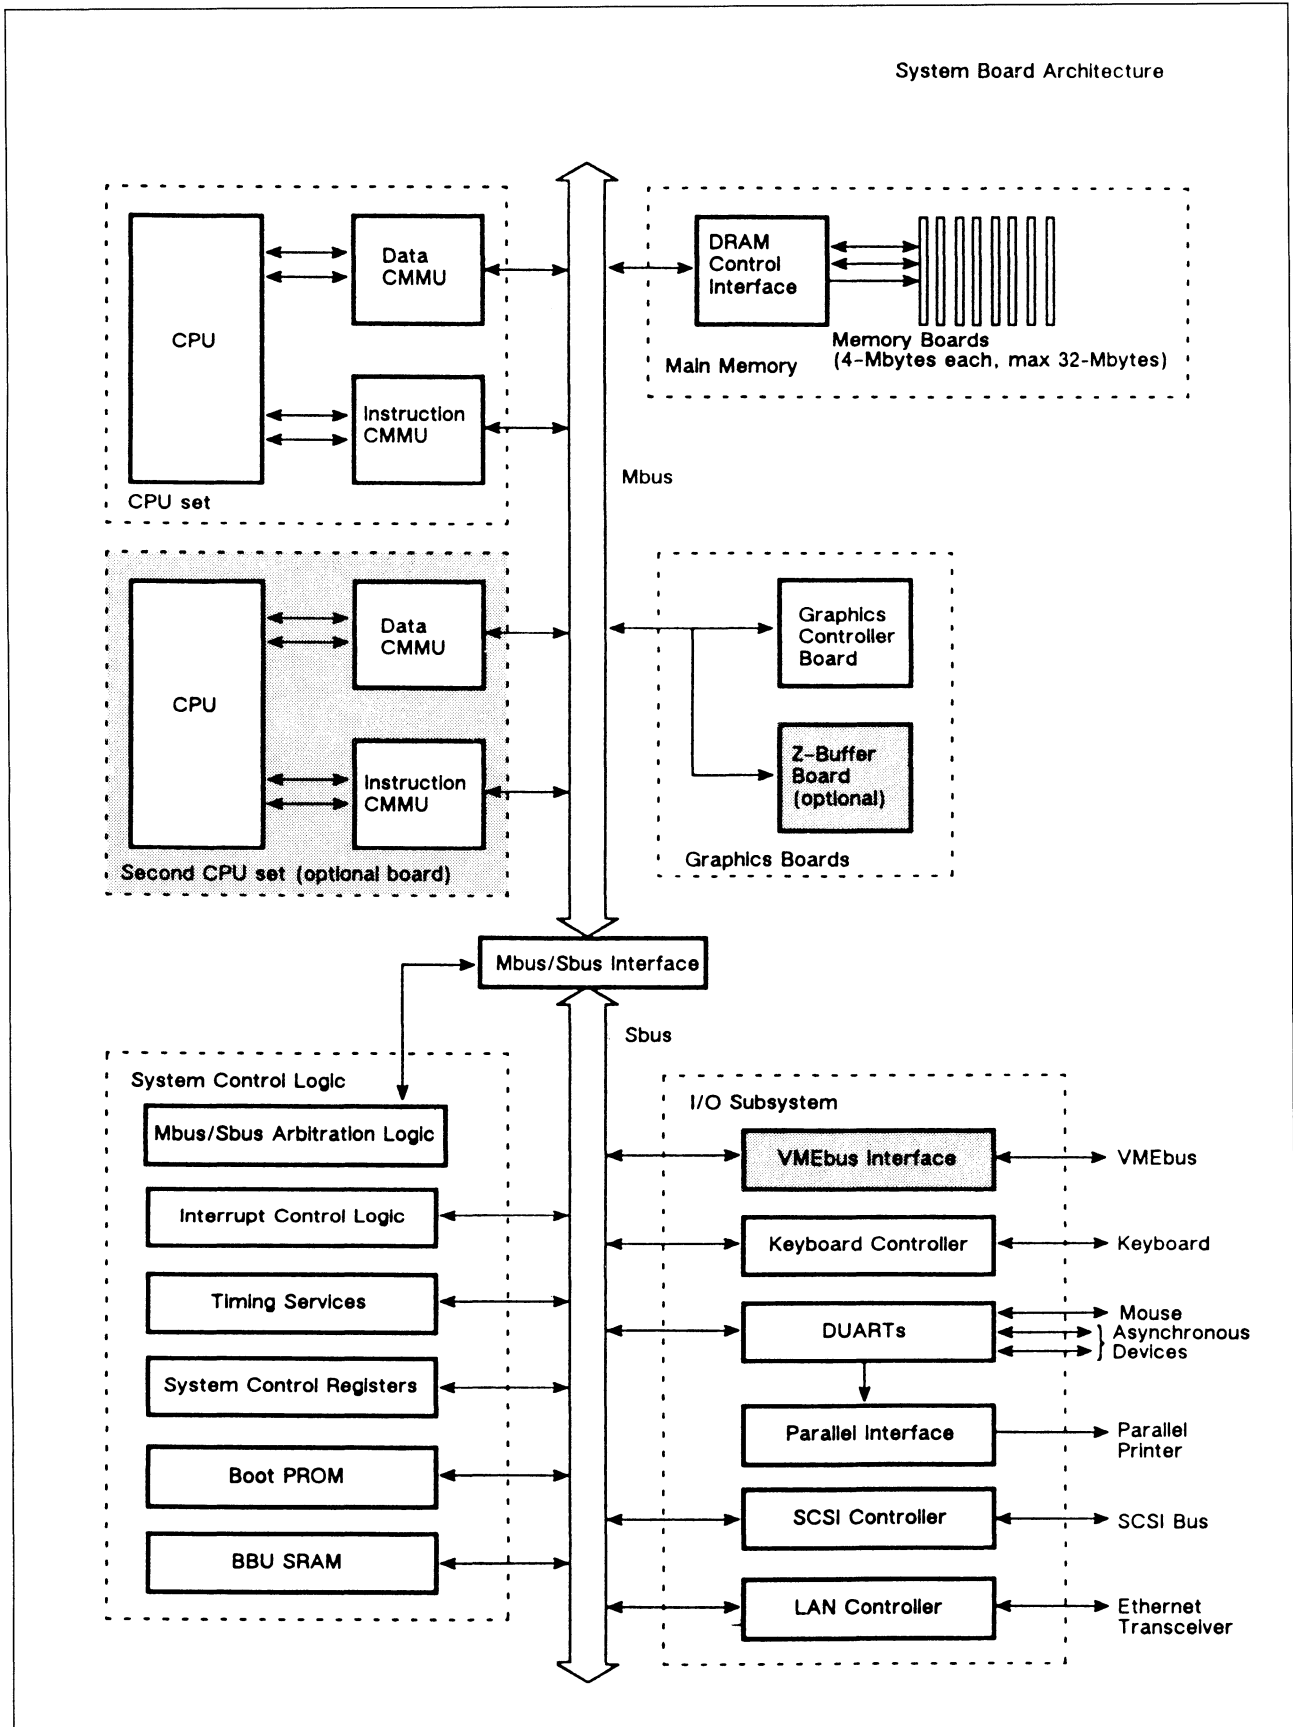 System Board Architecture
CPU
Data
CMMU
Instruction
CMMU
CPU set
DRAM
Control
Interface
Main Memory
Memory Boards
(4-Mbytes each, max 32-Mbytes)
Mbus
CPU
Data
CMMU
Instruction
CMMU
Second CPU set (optional board)
Graphics
Controller
Board
Z-Buffer
Board
(optional)
Graphics Boards
Mbus/Sbus Interface
Sbus
System Control Logic
Mbus/Sbus Arbitration Logic
Interrupt Control Logic
Timing Services
System Control Registers
Boot PROM
BBU SRAM
I/O Subsystem
VMEbus Interface
VMEbus
Keyboard Controller
Keyboard
DUARTs
Mouse
Asynchronous
Devices
Parallel Interface
Parallel
Printer
SCSI Controller
SCSI Bus
LAN Controller
Ethernet
Transceiver